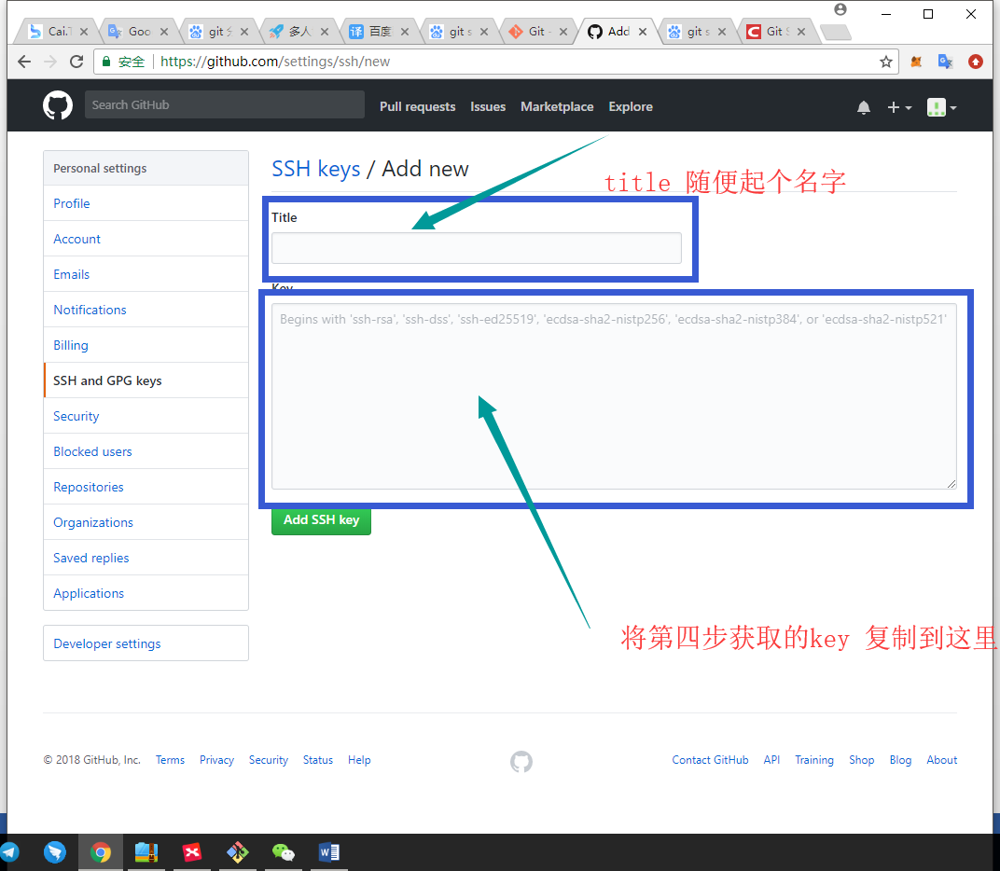 Cai.T
Goo
git 分
多人
百度
git s
Git -
Add
git s
Git S
安全 https://github.com/settings/ssh/new
Search GitHub Pull requests Issues Marketplace Explore
Personal settings
Profile
Account
Emails
Notifications
Billing
SSH and GPG keys
Security
Blocked users
Repositories
Organizations
Saved replies
Applications
Developer settings
SSH keys / Add new
title 随便起个名字
Title
Key
Begins with 'ssh-rsa', 'ssh-dss', 'ssh-ed25519', 'ecdsa-sha2-nistp256', 'ecdsa-sha2-nistp384', or 'ecdsa-sha2-nistp521'
Add SSH key
将第四步获取的key 复制到这里
© 2018 GitHub, Inc. Terms Privacy Security Status Help
Contact GitHub API Training Shop Blog About